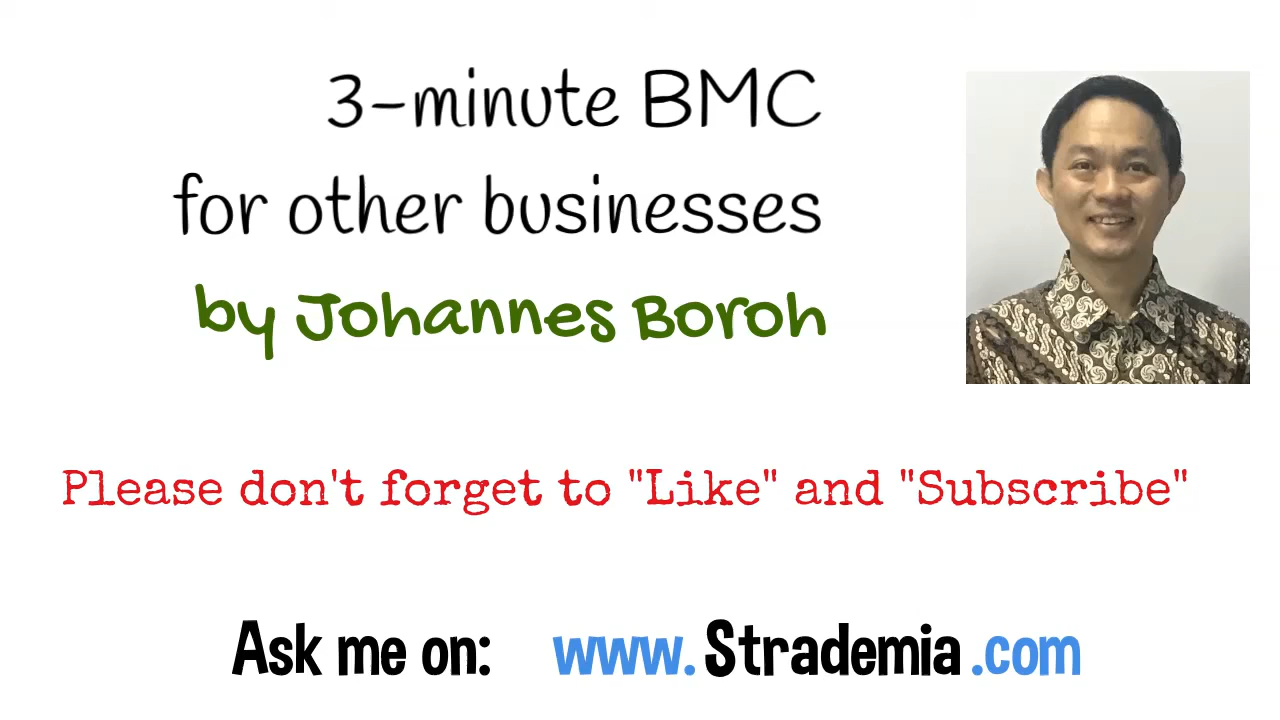 3-minute BMC
for other businesses
by Johannes Boroh
Please don't forget to "Like" and "Subscribe"
Ask me on: www.Strademia.com